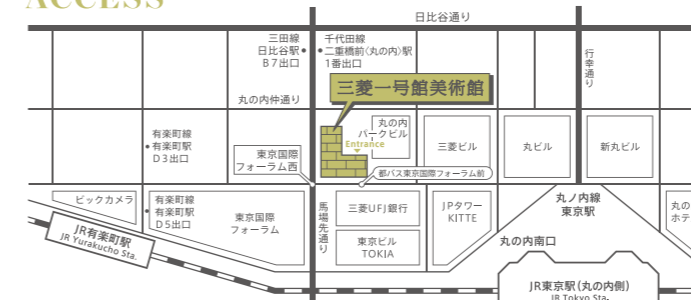 ACCESS
日比谷通り
三田線
日比谷駅
B7出口
千代田線
二重橋前〈丸の内〉駅
1番出口
行幸通り
三菱一号館美術館
丸の内仲通り
丸の内
パークビル
Entrance
有楽町線
有楽町駅
D3出口
東京国際
フォーラム西
三菱ビル
丸ビル
新丸ビル
都バス東京国際フォーラム前
ビックカメラ
有楽町線
有楽町駅
D5出口
東京国際
フォーラム
馬場先通り
三菱UFJ銀行
東京ビル
TOKIA
JPタワー
KITTE
丸ノ内線
東京駅
丸の
ホテ
丸の内南口
JR有楽町駅
JR Yurakucho Sta.
JR東京駅(丸の内側)
JR Tokyo Sta.